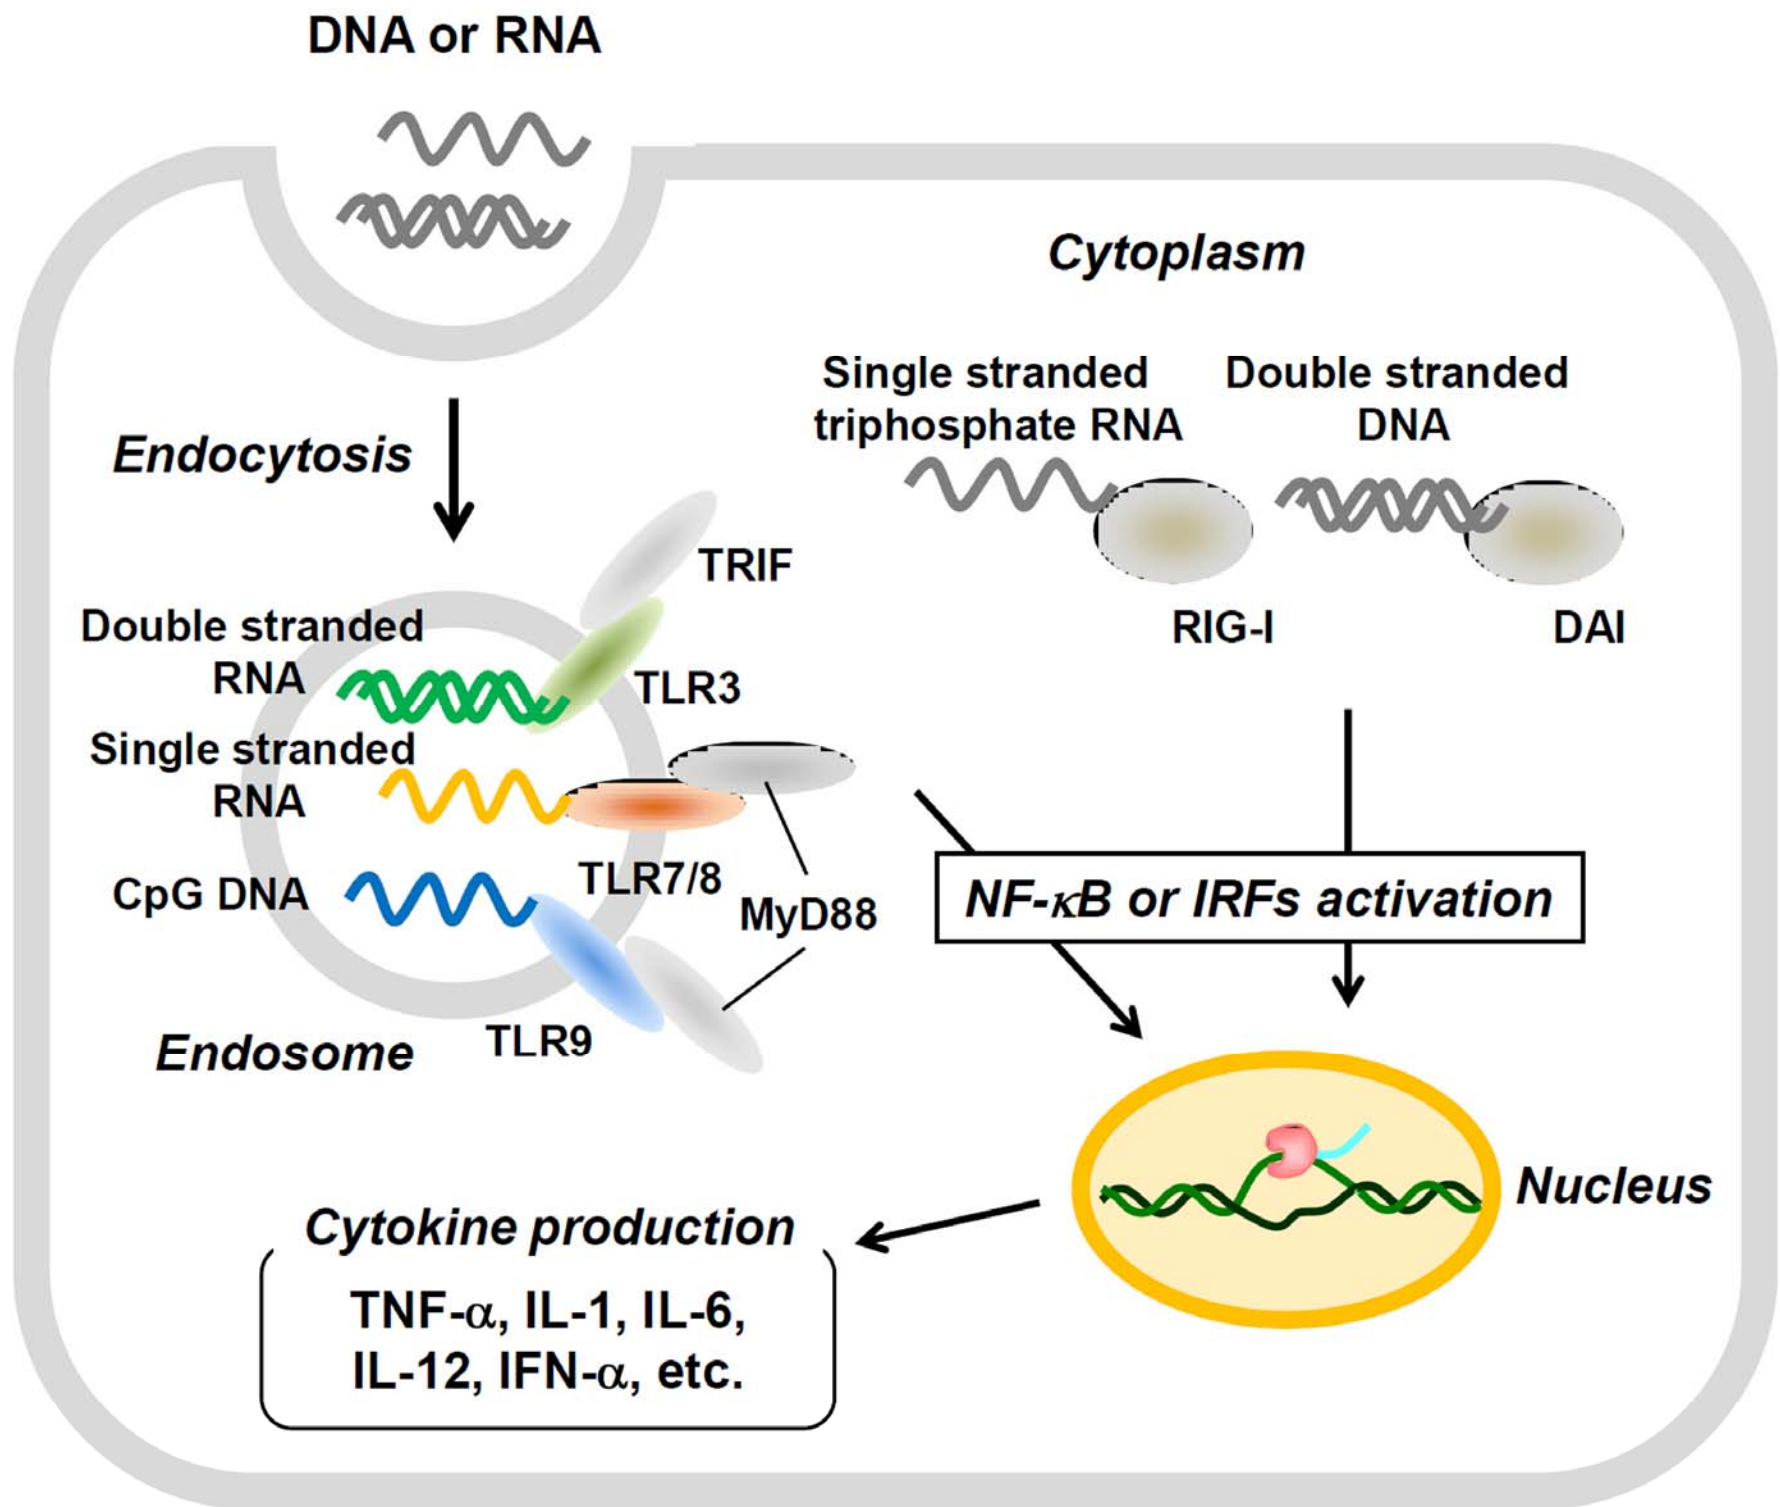 DNA or RNA
Cytoplasm
Single stranded
triphosphate RNA
Double stranded
DNA
Endocytosis
TRIF
RIG-I
DAI
Double stranded
RNA
TLR3
Single stranded
RNA
TLR7/8
CpG DNA
MyD88
NF-κB or IRFs activation
TLR9
Endosome
Nucleus
Cytokine production
TNF-α, IL-1, IL-6,
IL-12, IFN-α, etc.